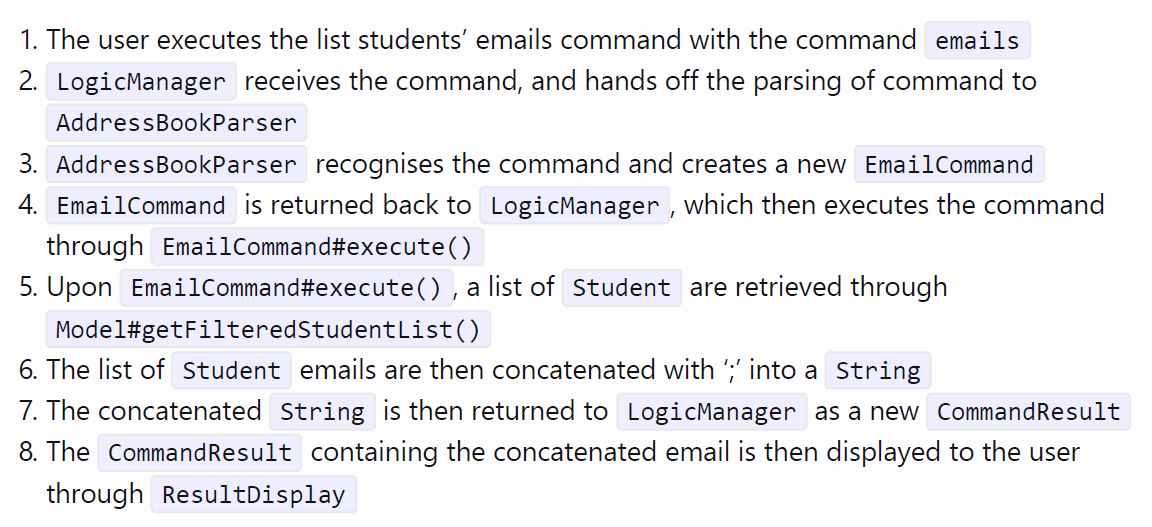 1. The user executes the list students’ emails command with the command emails
2. LogicManager receives the command, and hands off the parsing of command to
AddressBookParser
3. AddressBookParser recognises the command and creates a new EmailCommand
4. EmailCommand is returned back to LogicManager , which then executes the command
through EmailCommand#execute()
5. Upon EmailCommand#execute() , a list of Student are retrieved through
Model#getFilteredStudentList()
6. The list of Student emails are then concatenated with ‘;’ into a String
7. The concatenated String is then returned to LogicManager as a new CommandResult
8. The CommandResult containing the concatenated email is then displayed to the user
through ResultDisplay